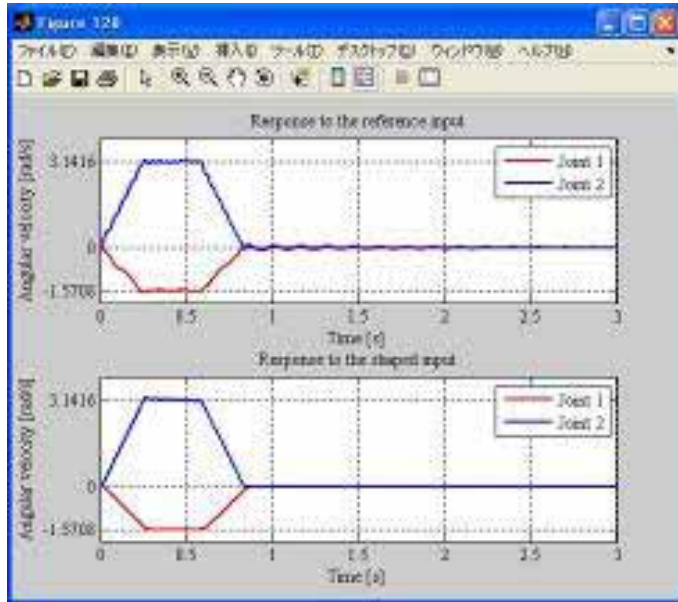 Figure 120
ファイル(F) 編集(E) 表示(V) 挿入(I) ツール(T) デスクトップ(D) ウィンドウ(W) ヘルプ(H)
Response to the reference input
Angular velocity [rad/s]
3.1416
0
-1.5708
Joint 1
Joint 2
0 0.5 1 1.5 2 2.5 3
Time [s]
Response to the shaped input
Angular velocity [rad/s]
3.1416
0
-1.5708
Joint 1
Joint 2
0 0.5 1 1.5 2 2.5 3
Time [s]